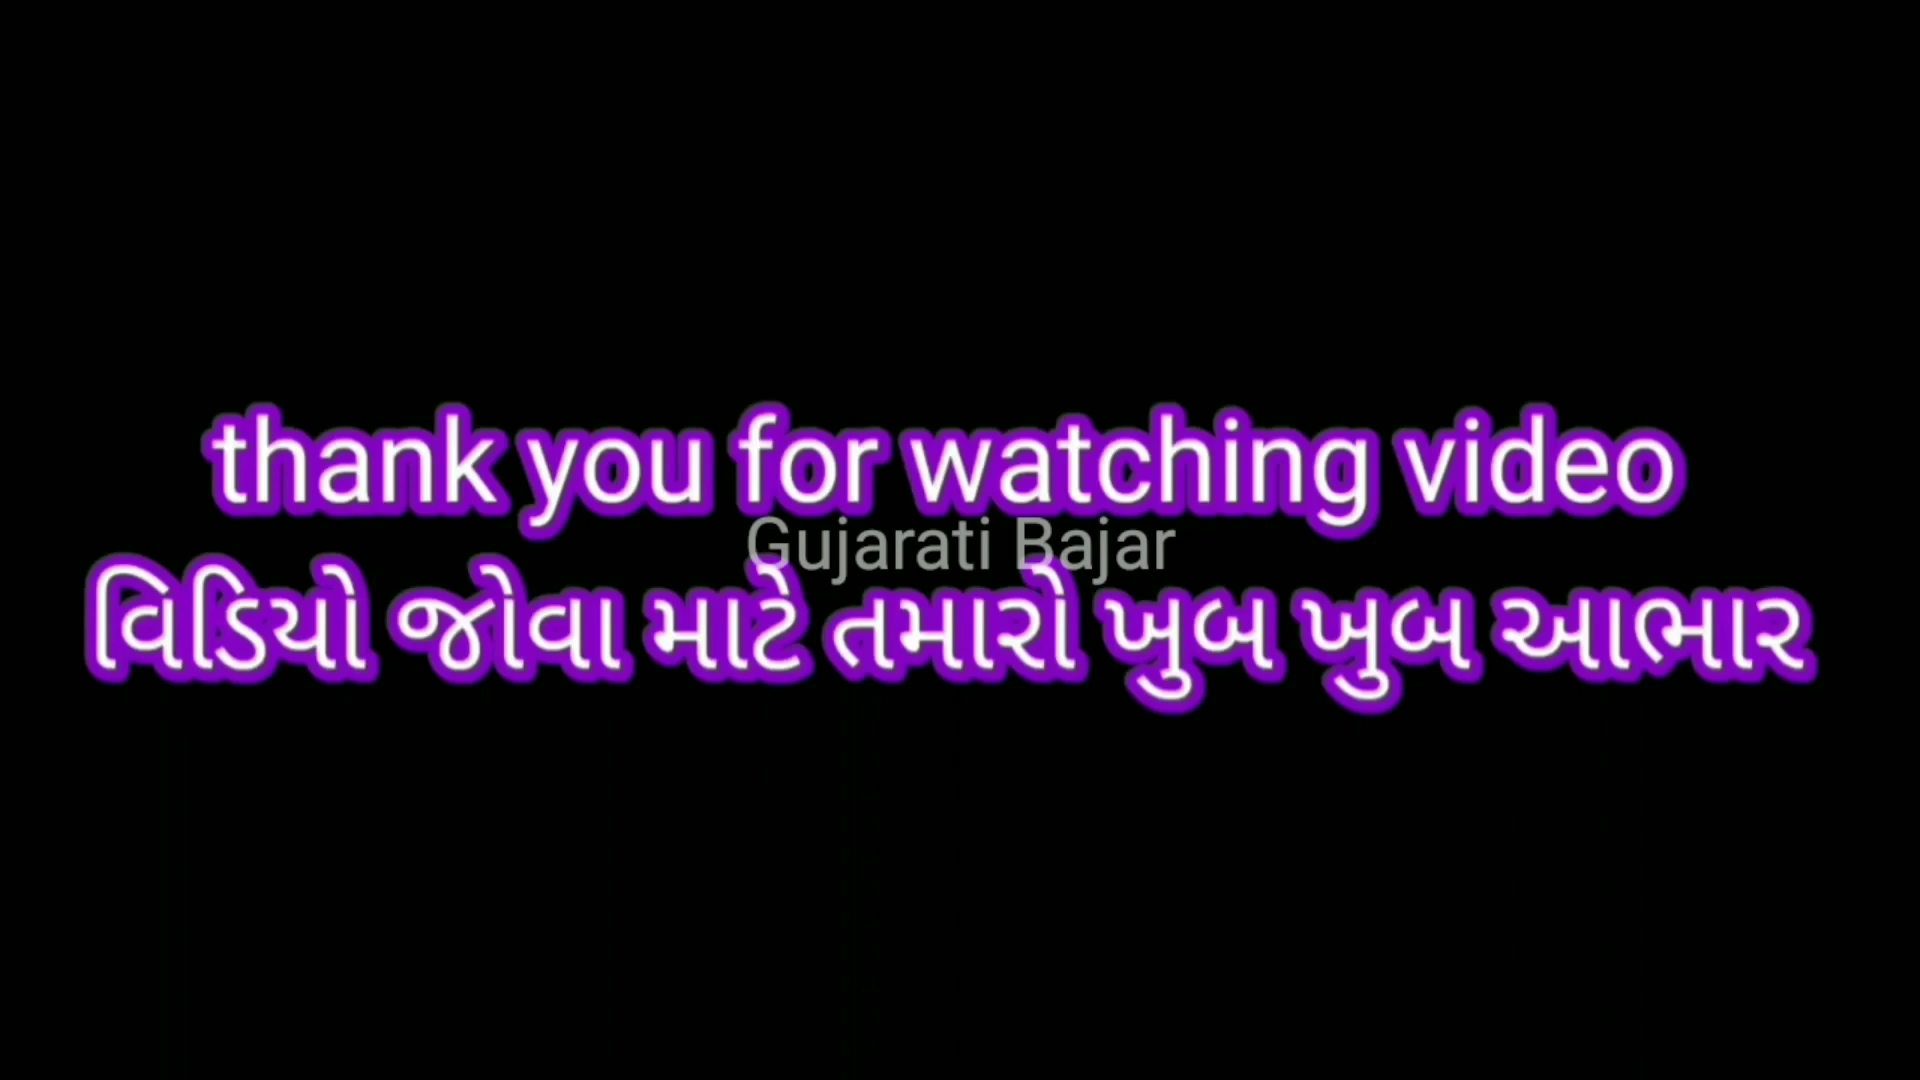 thank you for watching video
Gujarati Bajar
વિડિયો જોવા માટે તમારો ખુબ ખુબ આભાર